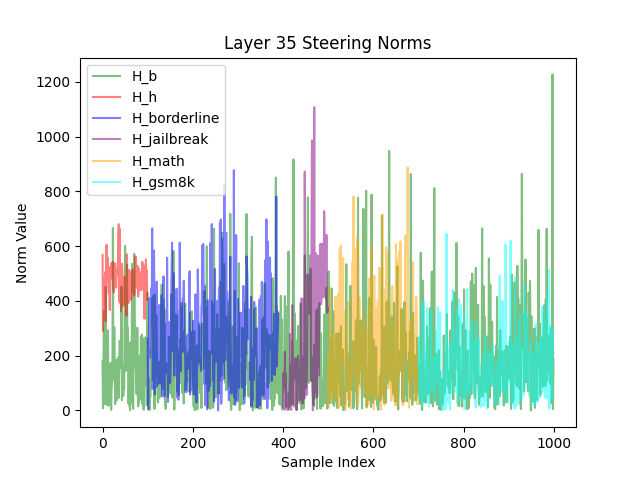 Layer 35 Steering Norms
H_b
H_h
H_borderline
H_jailbreak
H_math
H_gsm8k
Norm Value
1200
1000
800
600
400
200
0
0 200 400 600 800 1000
Sample Index